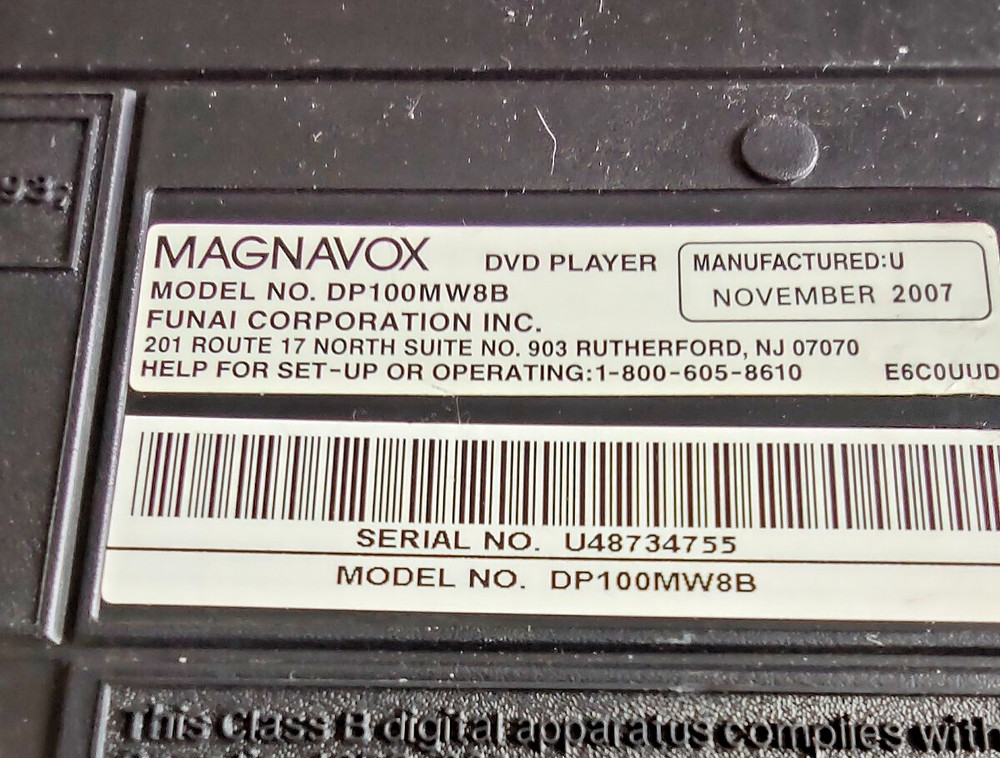 937
MAGNAVOX DVD PLAYER MANUFACTURED:U
MODEL NO. DP100MW8B NOVEMBER 2007
FUNAI CORPORATION INC.
201 ROUTE 17 NORTH SUITE NO. 903 RUTHERFORD, NJ 07070
HELP FOR SET-UP OR OPERATING:1-800-605-8610 E6C0UUD
SERIAL NO. U48734755
MODEL NO. DP100MW8B
This Class B digital apparatus complies with